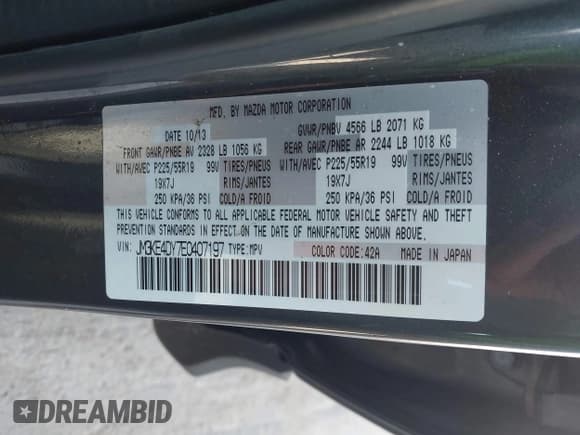 MFD. BY MAZDA MOTOR CORPORATION
DATE 10/13 GVWR/PNBV 4566 LB 2071 KG
FRONT GAWR/PNBE AV 2328 LB 1056 KG REAR GAWR/PNBE AR 2244 LB 1018 KG
WITH/AVEC P225/55R19 99V TIRES/PNEUS WITH/AVEC P225/55R19 99V TIRES/PNEUS
19X7J RIMS/JANTES 19X7J RIMS/JANTES
250 KPA/36 PSI COLD/A FROID 250 KPA/36 PSI COLD/A FROID
THIS VEHICLE CONFORMS TO ALL APPLICABLE FEDERAL MOTOR VEHICLE SAFETY AND THEFT
PREVENTION STANDARDS IN EFFECT ON THE DATE OF MANUFACTURE SHOWN ABOVE.
VIN: JM3KE4DY7E0407197 TYPE:MPV COLOR CODE:42A MADE IN JAPAN
DREAMBID